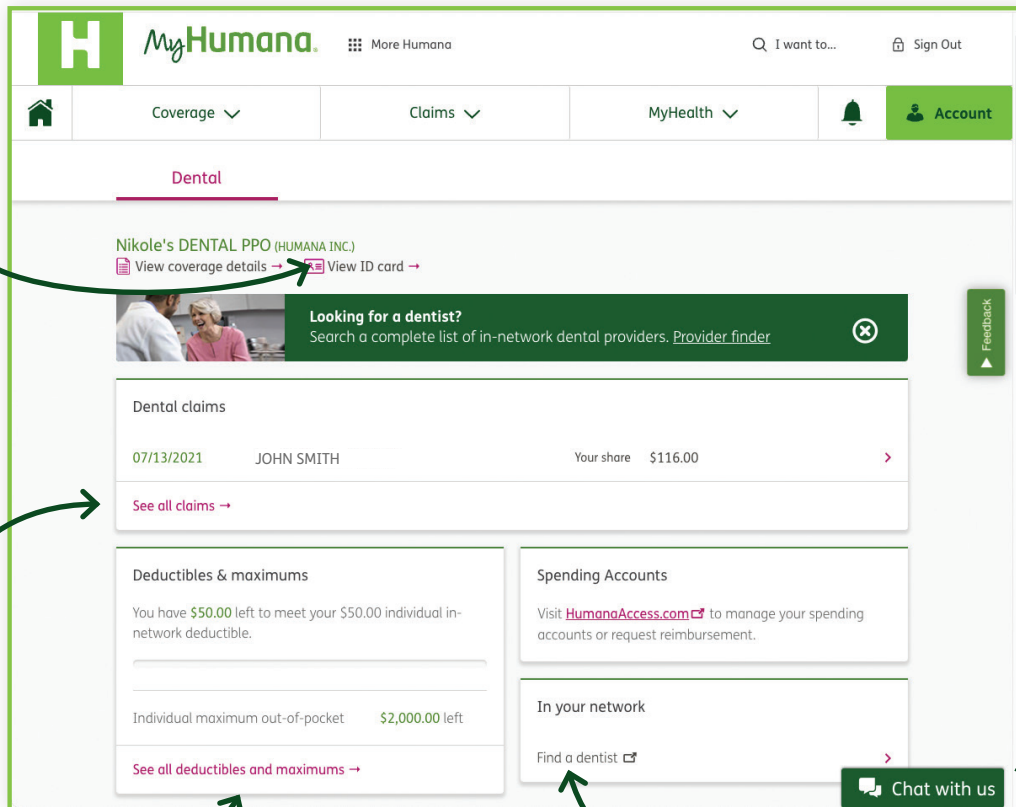 H
MyHumana.
More Humana
I want to...
Sign Out
Coverage
Claims
MyHealth
Account
Dental
Nikole's DENTAL PPO (HUMANA INC.)
View coverage details →
View ID card →
Looking for a dentist?
Search a complete list of in-network dental providers. Provider finder
Feedback
Dental claims
07/13/2021 JOHN SMITH Your share $116.00
See all claims →
Deductibles & maximums
You have $50.00 left to meet your $50.00 individual in-
network deductible.
Individual maximum out-of-pocket $2,000.00 left
See all deductibles and maximums →
Spending Accounts
Visit HumanaAccess.com to manage your spending
accounts or request reimbursement.
In your network
Find a dentist
Chat with us